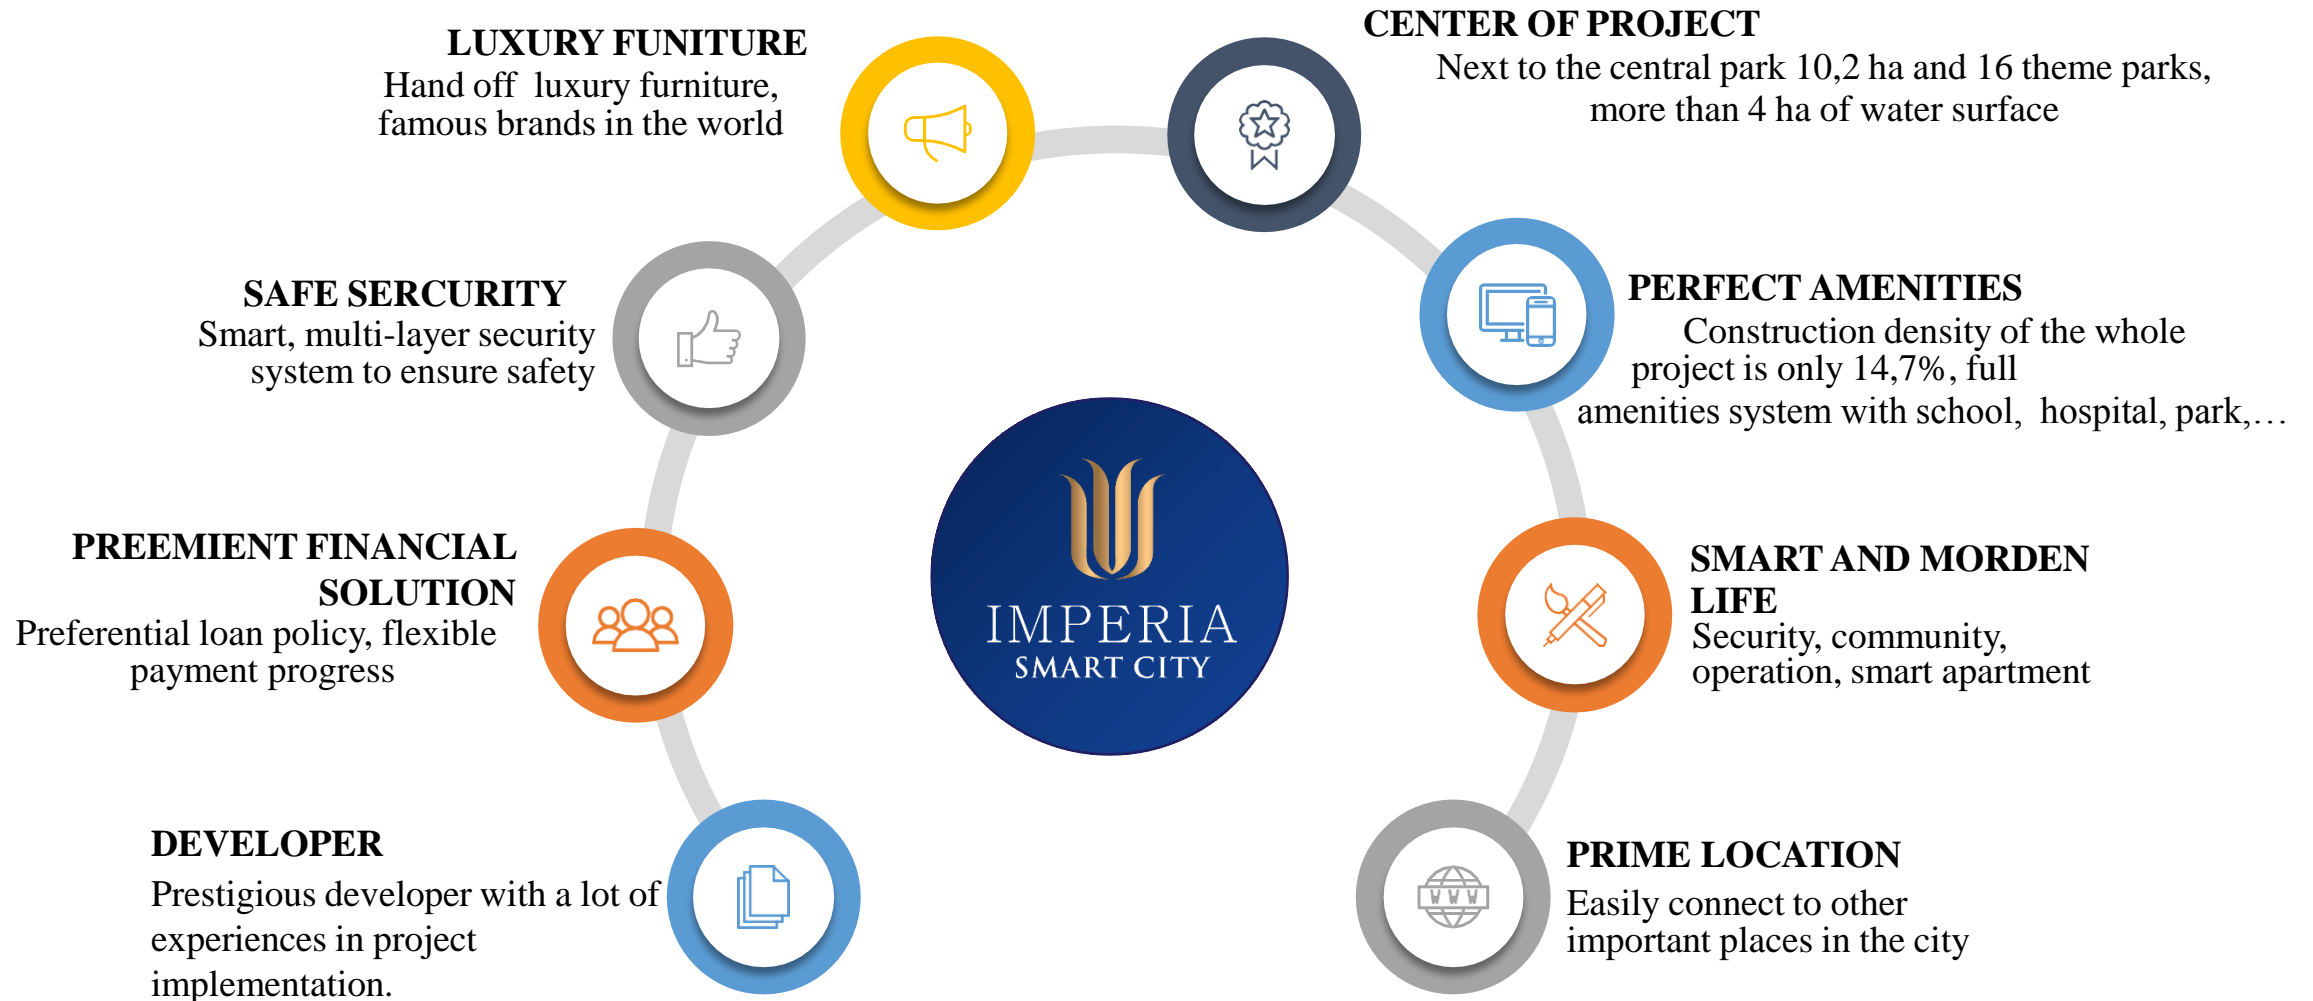 LUXURY FUNITURE
Hand off luxury furniture,
famous brands in the world
CENTER OF PROJECT
Next to the central park 10,2 ha and 16 theme parks,
more than 4 ha of water surface
SAFE SERCURITY
Smart, multi-layer security
system to ensure safety
PERFECT AMENITIES
Construction density of the whole
project is only 14,7%, full
amenities system with school, hospital, park,…
PREEMIENT FINANCIAL
SOLUTION
Preferential loan policy, flexible
payment progress
IMPERIA
SMART CITY
SMART AND MORDEN
LIFE
Security, community,
operation, smart apartment
DEVELOPER
Prestigious developer with a lot of
experiences in project
implementation.
W W W
PRIME LOCATION
Easily connect to other
important places in the city